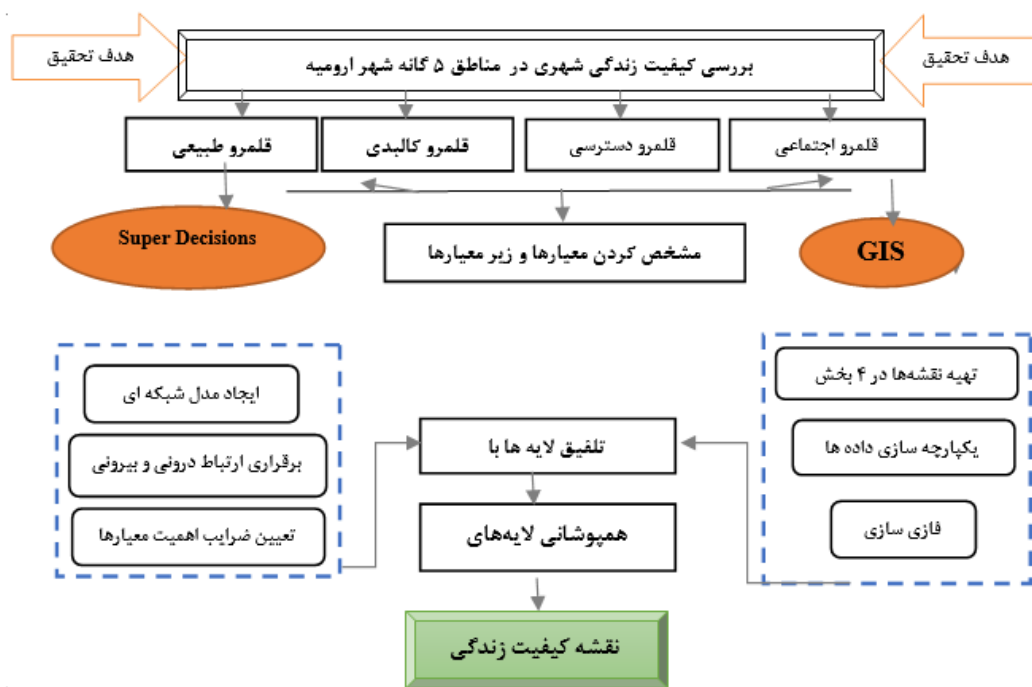 هدف تحقیق
بررسی کیفیت زندگی شهری در مناطق ۵ گانه شهر ارومیه
هدف تحقیق
قلمرو اجتماعی
قلمرو دسترسی
قلمرو کالبدی
قلمرو طبیعی
GIS
مشخص کردن معیارها و زیر معیارها
Super Decisions
تهیه نقشه‌ها در ۴ بخش
یکپارچه سازی داده ها
فازی سازی
ایجاد مدل شبکه ای
برقراری ارتباط درونی و بیرونی
تعیین ضرایب اهمیت معیارها
تلفیق لایه ها با
همپوشانی لایه‌های
نقشه کیفیت زندگی